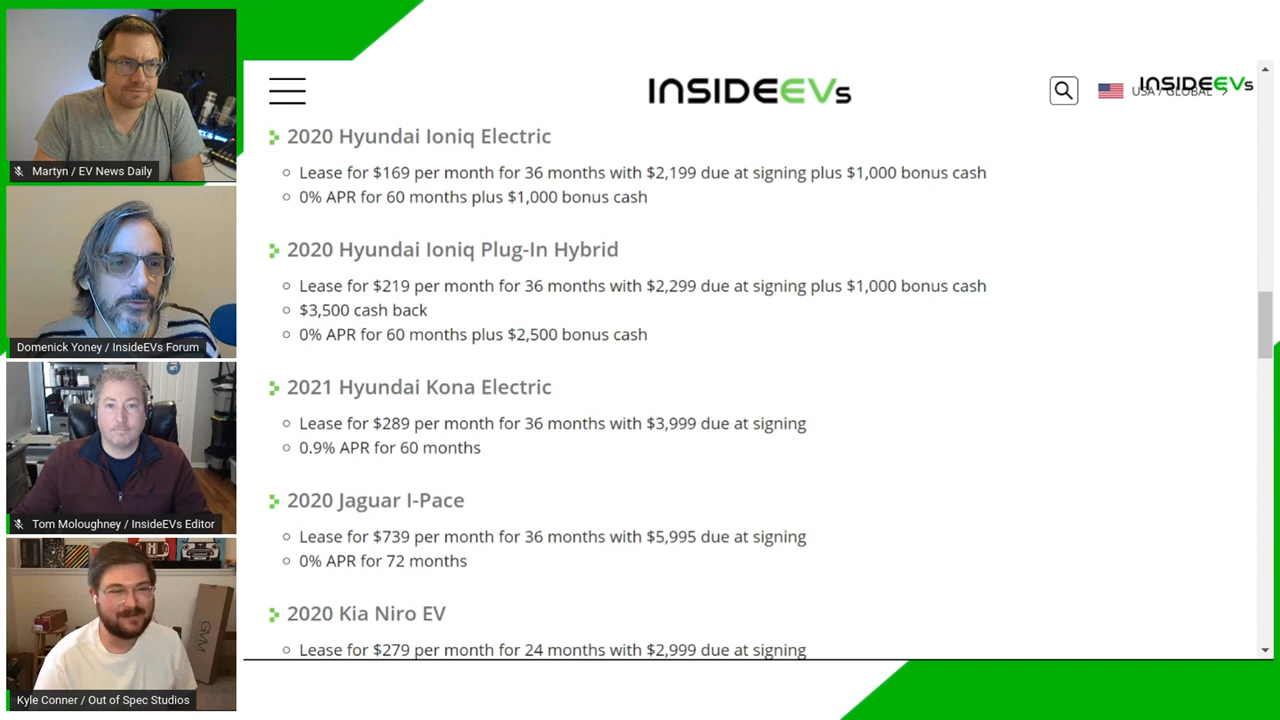 Martyn / EV News Daily
Domenick Yoney / InsideEVs Forum
Tom Moloughney / InsideEVs Editor
GVM
Kyle Conner / Out of Spec Studios
INSIDEEVs
USA / GLOBAL
INSIDEEVs
2020 Hyundai Ioniq Electric
Lease for $169 per month for 36 months with $2,199 due at signing plus $1,000 bonus cash
0% APR for 60 months plus $1,000 bonus cash
2020 Hyundai Ioniq Plug-In Hybrid
Lease for $219 per month for 36 months with $2,299 due at signing plus $1,000 bonus cash
$3,500 cash back
0% APR for 60 months plus $2,500 bonus cash
2021 Hyundai Kona Electric
Lease for $289 per month for 36 months with $3,999 due at signing
0.9% APR for 60 months
2020 Jaguar I-Pace
Lease for $739 per month for 36 months with $5,995 due at signing
0% APR for 72 months
2020 Kia Niro EV
Lease for $279 per month for 24 months with $2,999 due at signing